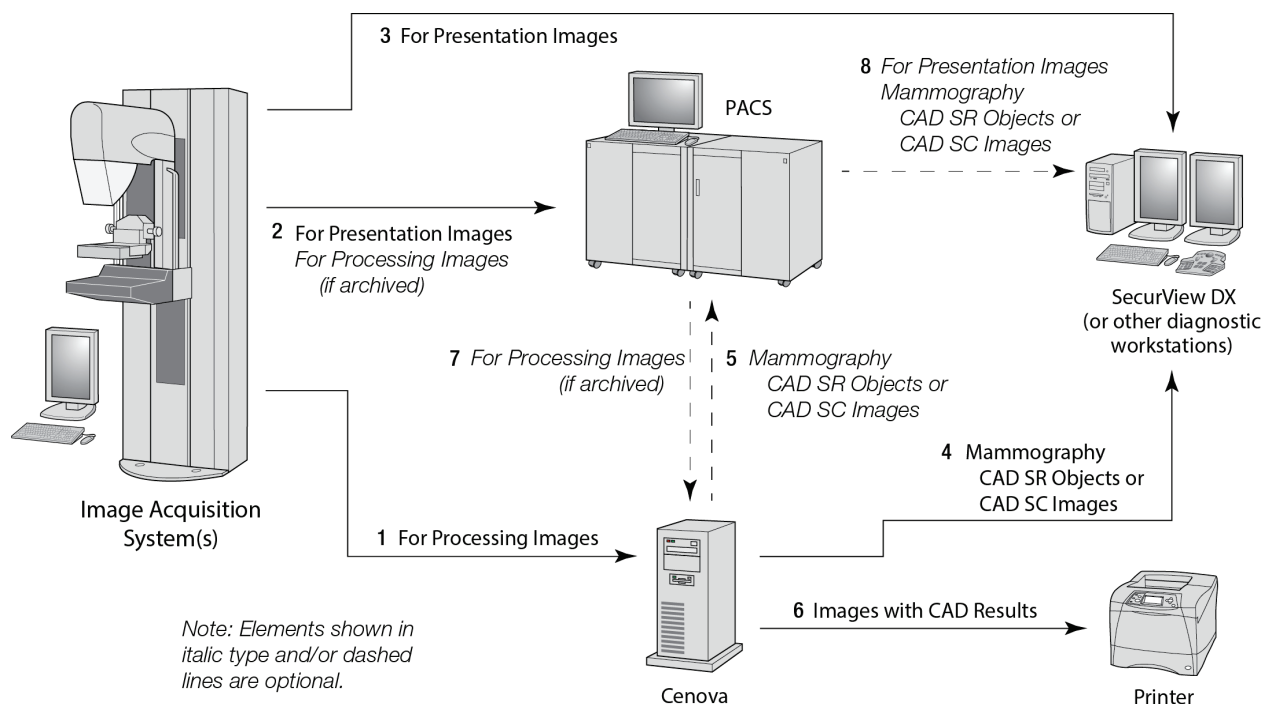 3 For Presentation Images
8 For Presentation Images
Mammography
CAD SR Objects or
CAD SC Images
PACS
2 For Presentation Images
For Processing Images
(if archived)
SecurView DX
(or other diagnostic
workstations)
7 For Processing Images
(if archived)
5 Mammography
CAD SR Objects or
CAD SC Images
4 Mammography
CAD SR Objects or
CAD SC Images
Image Acquisition
System(s)
1 For Processing Images
6 Images with CAD Results
Note: Elements shown in
italic type and/or dashed
lines are optional.
Cenova
Printer